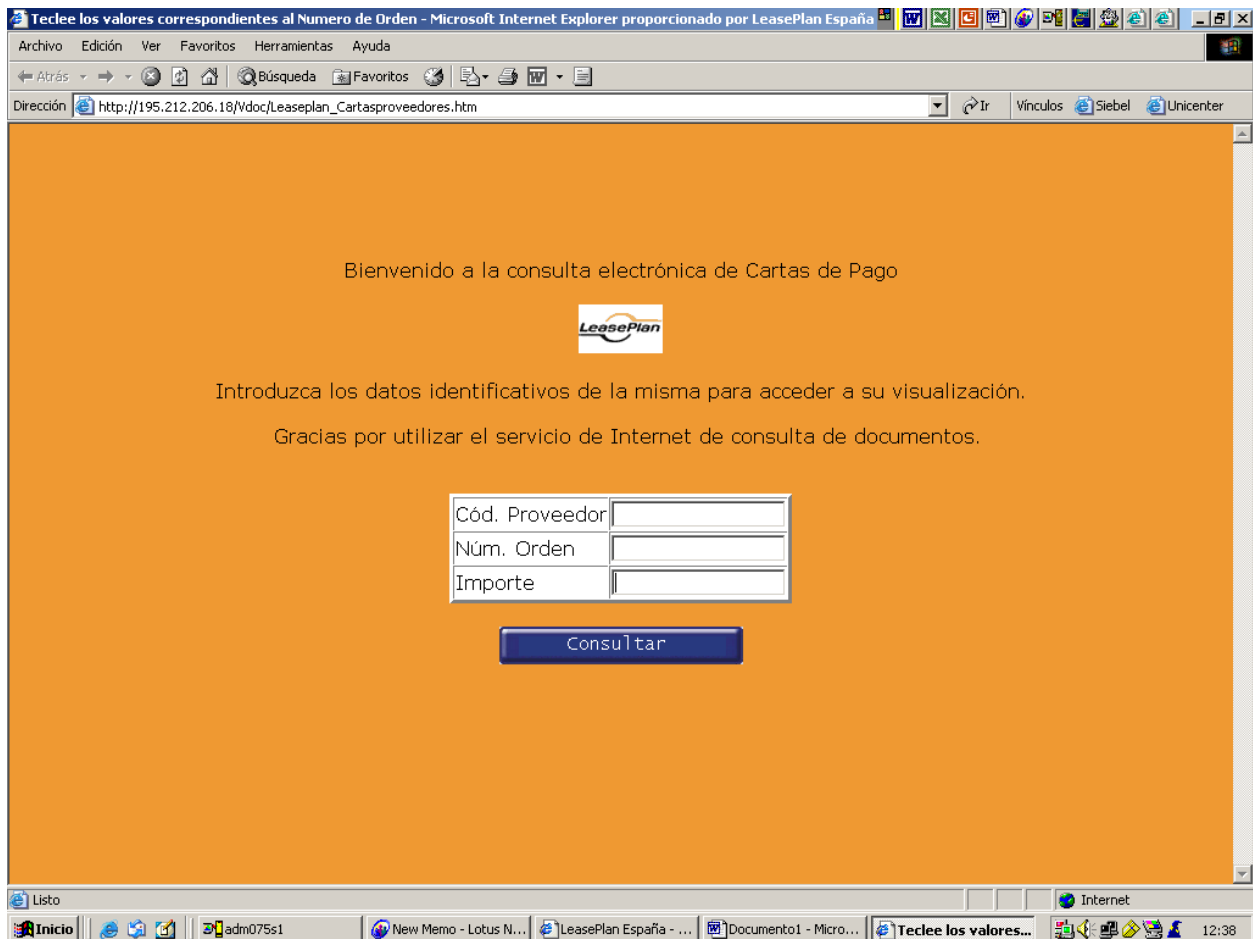 Teclee los valores correspondientes al Numero de Orden - Microsoft Internet Explorer proporcionado por LeasePlan España
Archivo Edición Ver Favoritos Herramientas Ayuda
Atrás Búsqueda Favoritos
Dirección http://195.212.206.18/Vdoc/Leaseplan_Cartasproveedores.htm Ir Vínculos Siebel Unicenter
Bienvenido a la consulta electrónica de Cartas de Pago
LeasePlan
Introduzca los datos identificativos de la misma para acceder a su visualización.
Gracias por utilizar el servicio de Internet de consulta de documentos.
Cód. Proveedor
Núm. Orden
Importe
Consultar
Listo Internet
Inicio adm075s1 New Memo - Lotus N... LeasePlan España - ... Documento1 - Micro... Teclee los valores... 12:38